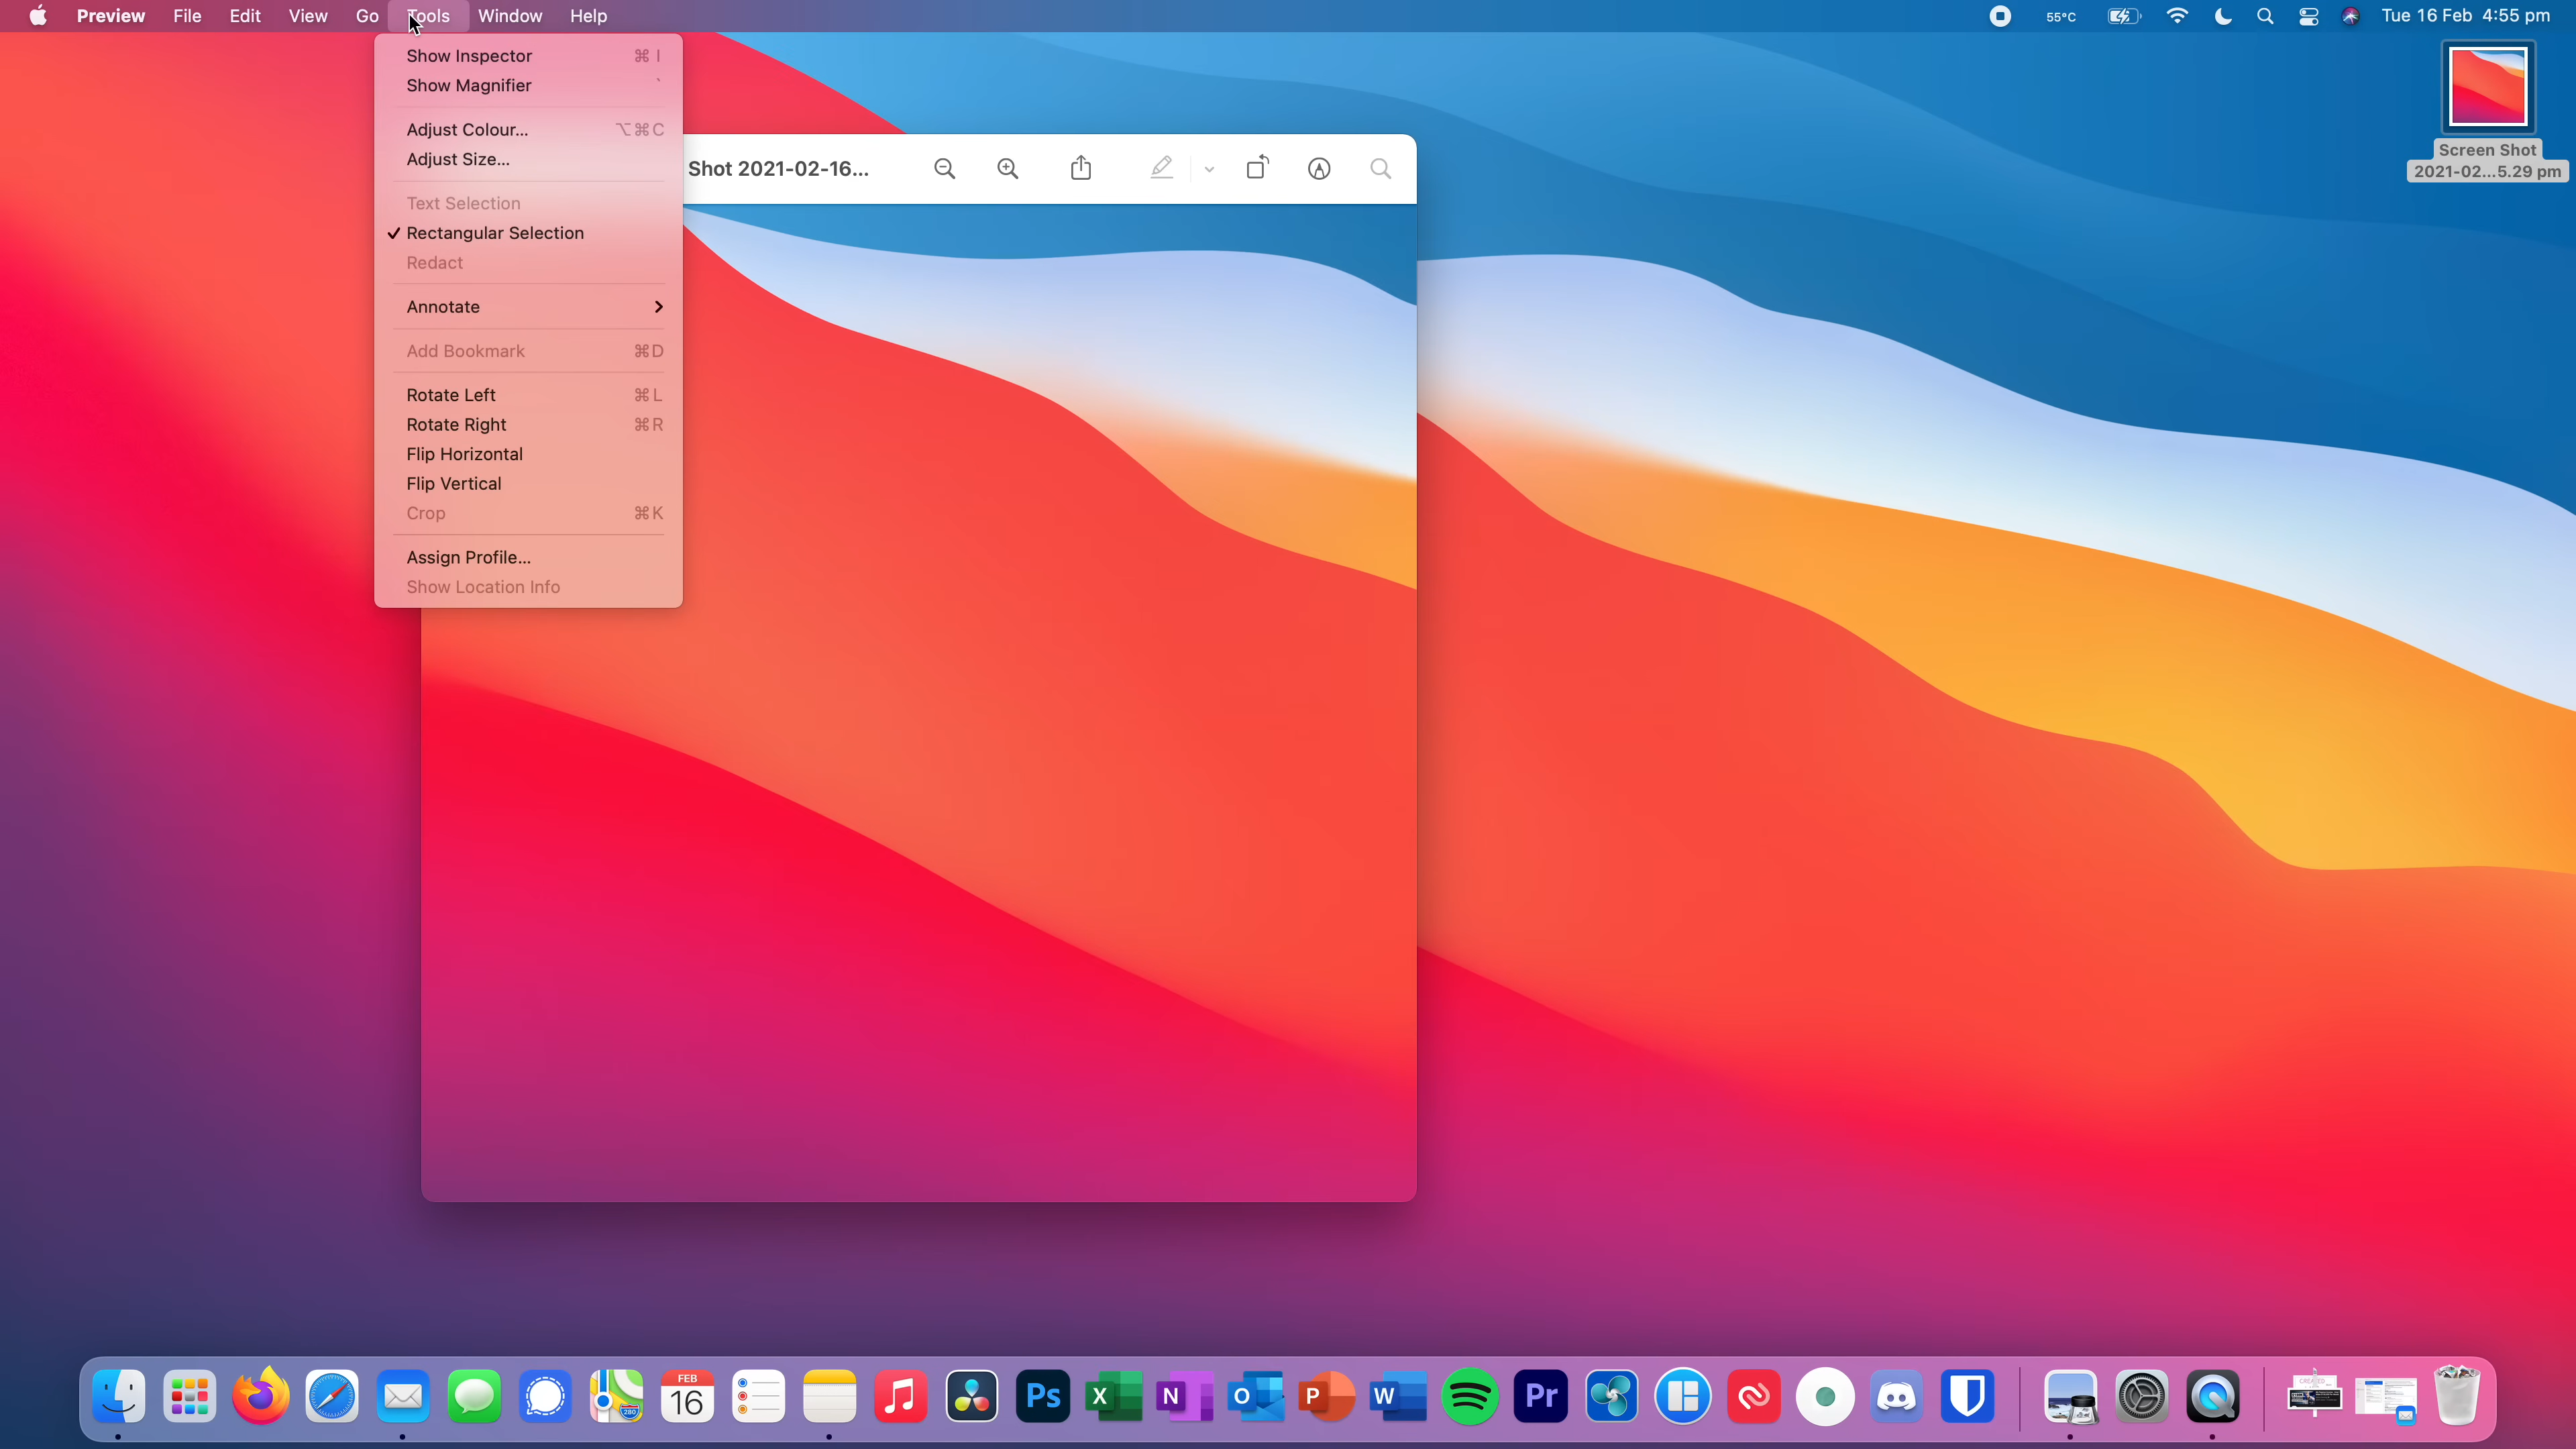 Preview File Edit View Go Tools Window Help 55°C Tue 16 Feb 4:55 pm
Show Inspector ⌘ I
Show Magnifier `
Adjust Colour... ⌥⌘C
Adjust Size...
Text Selection
✓ Rectangular Selection
Redact
Annotate >
Add Bookmark ⌘D
Rotate Left ⌘L
Rotate Right ⌘R
Flip Horizontal
Flip Vertical
Crop ⌘K
Assign Profile...
Show Location Info
Shot 2021-02-16...
Screen Shot
2021-02...5.29 pm
280 FEB 16 Ps X N O P W Pr CREATED